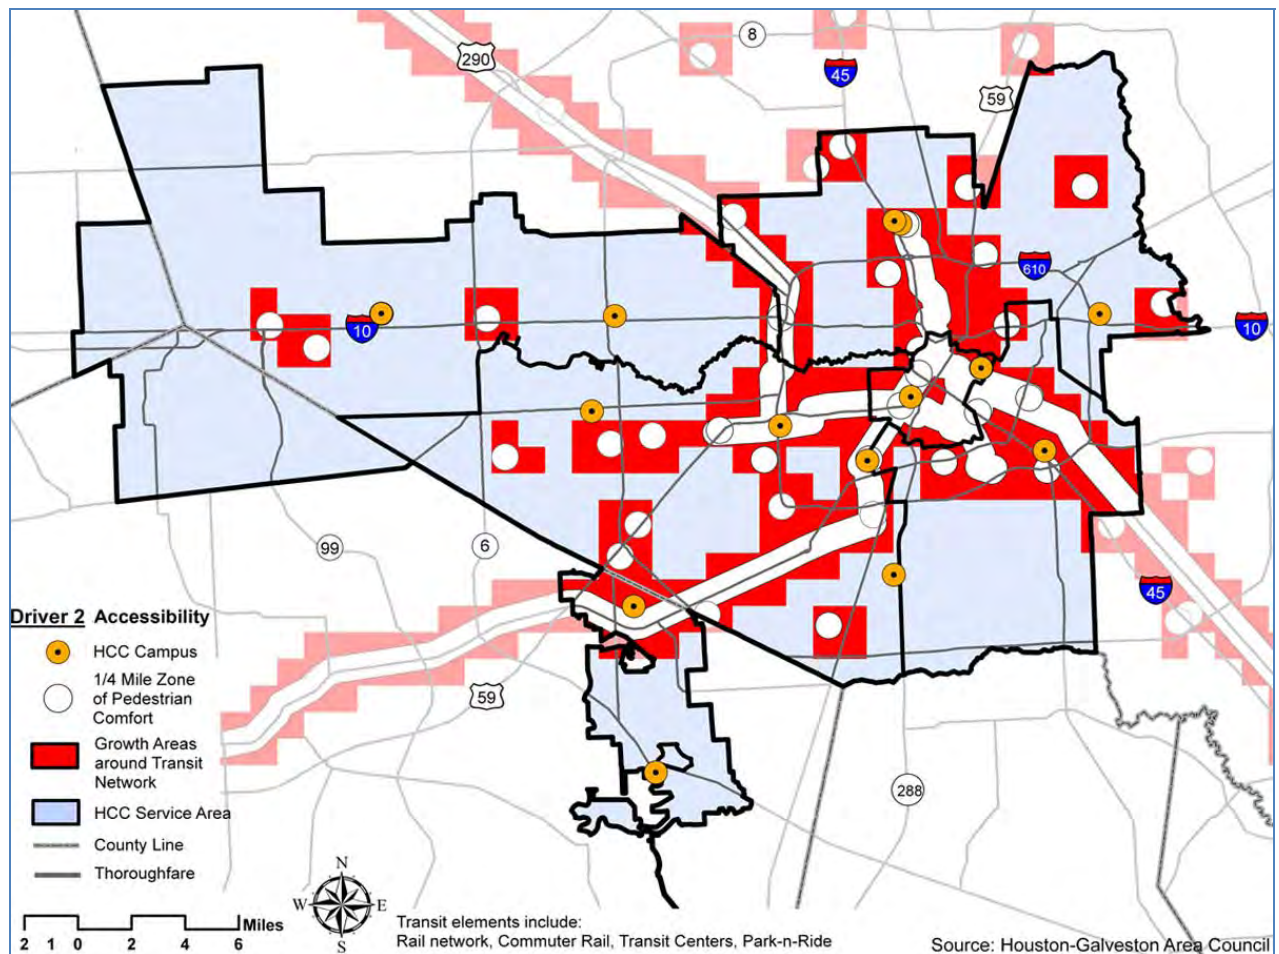 8
290
45
59
610
10
10
99
6
45
59
288
Driver 2 Accessibility
HCC Campus
1/4 Mile Zone
of Pedestrian
Comfort
Growth Areas
around Transit
Network
HCC Service Area
County Line
Thoroughfare
N
W E
S
Miles
2 1 0 2 4 6
Transit elements include:
Rail network, Commuter Rail, Transit Centers, Park-n-Ride
Source: Houston-Galveston Area Council